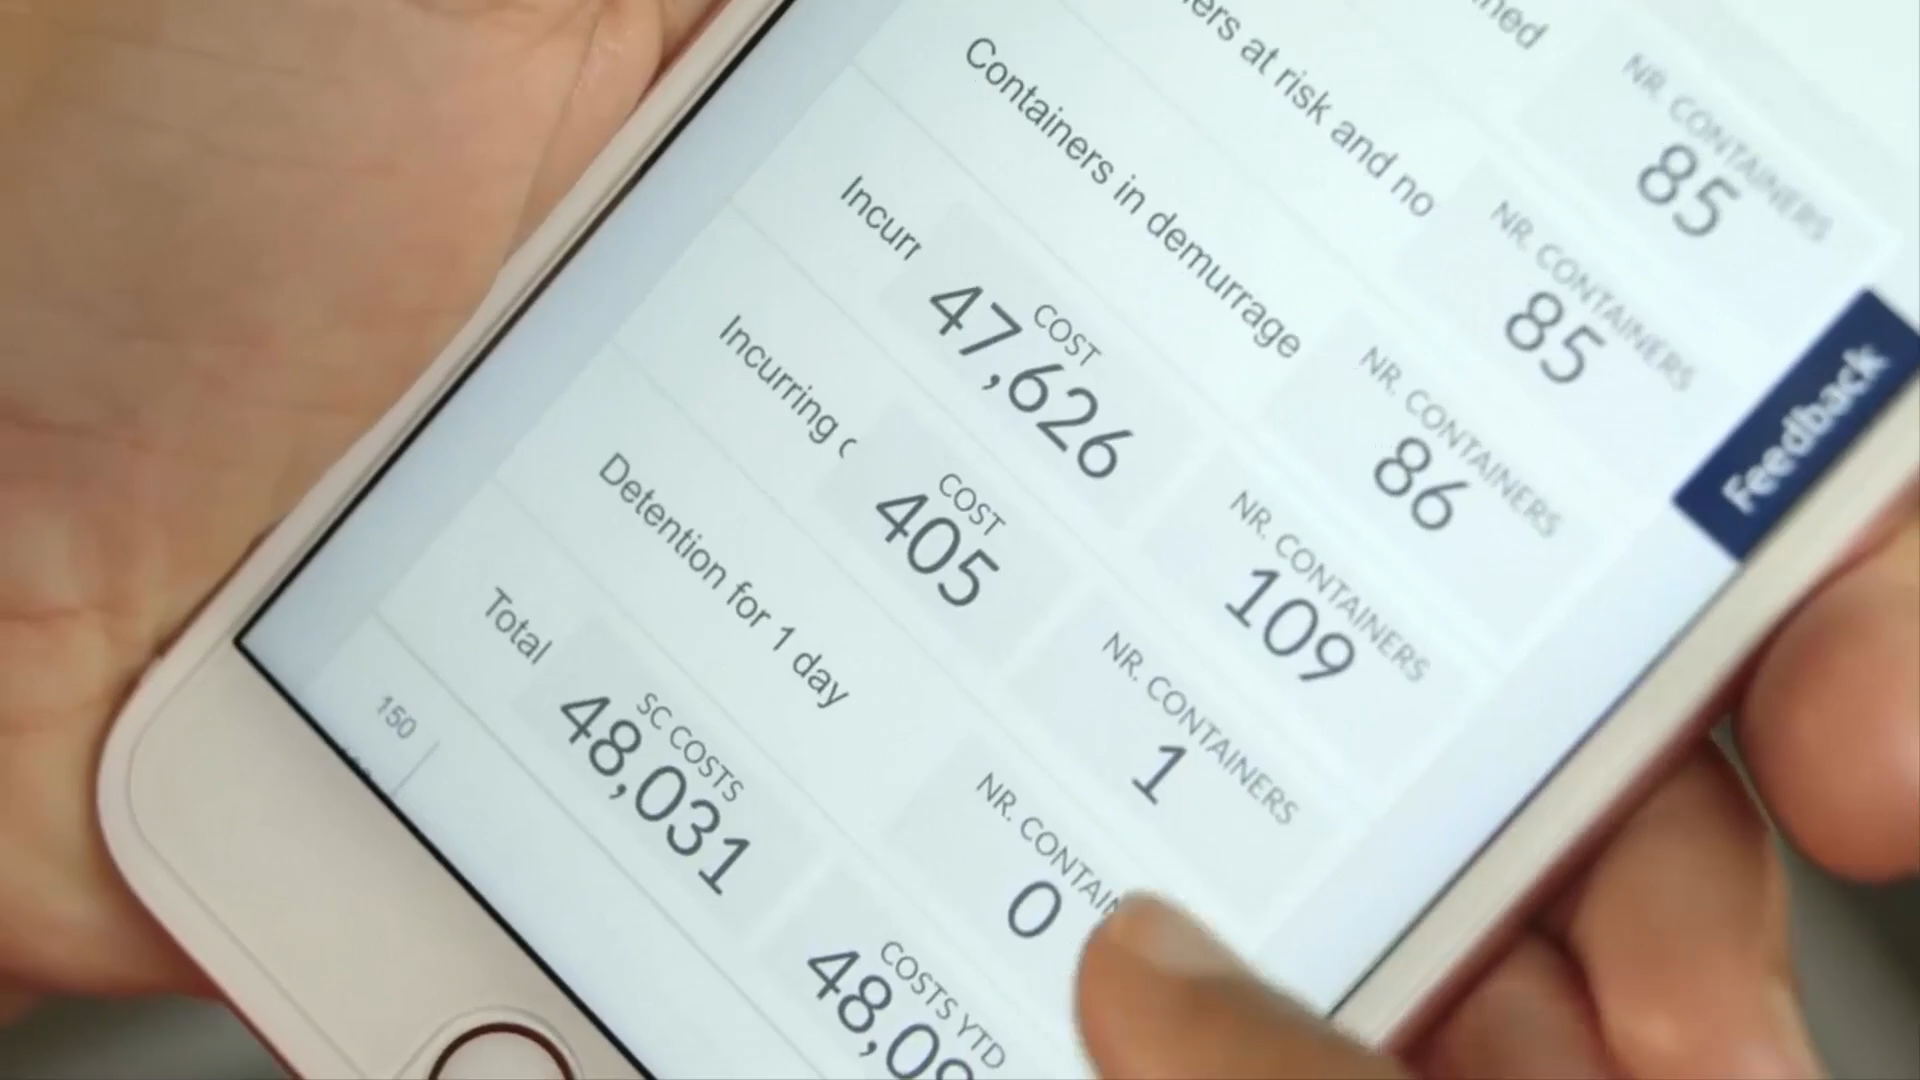 NR. CONTAINERS
85
at risk and no
NR. CONTAINERS
85
Containers in demurrage
NR. CONTAINERS
86
Incurr
COST
47,626
NR. CONTAINERS
109
Incurring
COST
405
NR. CONTAINERS
1
Detention for 1 day
NR.
0
Total
SC COSTS
48,031
COSTS YTD
48,0
150
Feedback